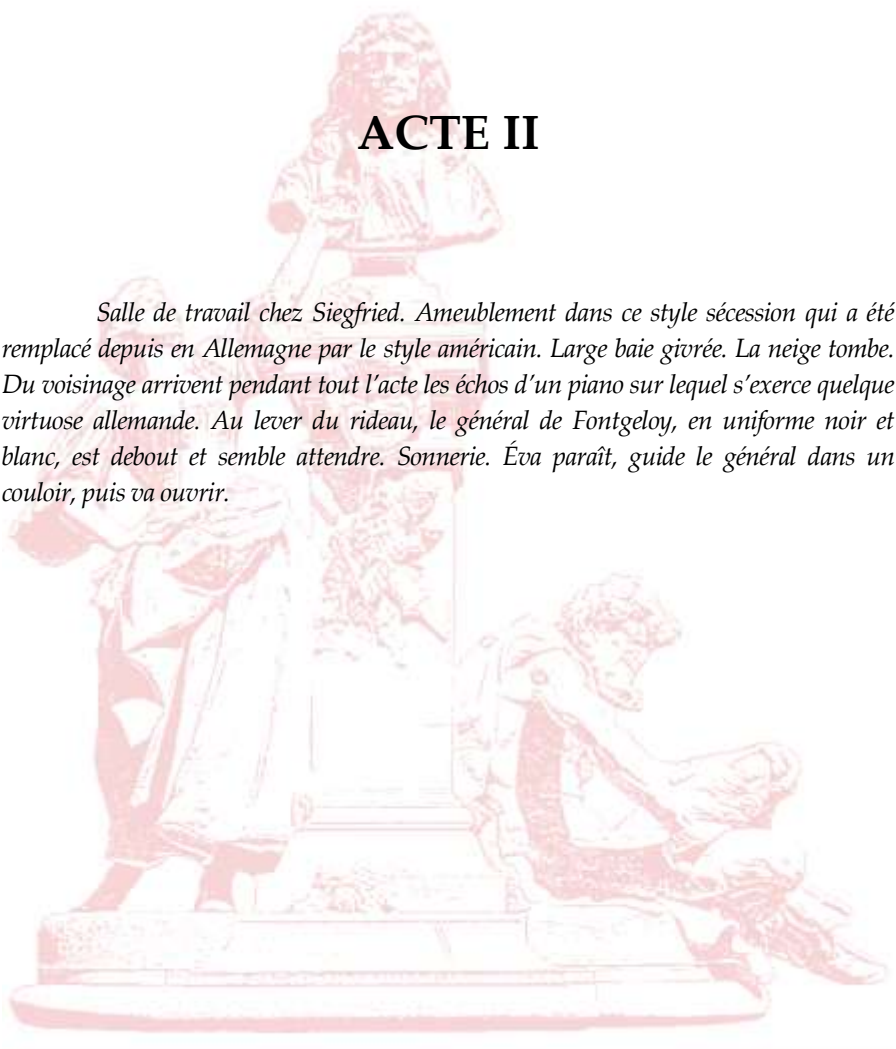 ACTE II
Salle de travail chez Siegfried. Ameublement dans ce style sécession qui a été
remplacé depuis en Allemagne par le style américain. Large baie givrée. La neige tombe.
Du voisinage arrivent pendant tout l’acte les échos d’un piano sur lequel s’exerce quelque
virtuose allemande. Au lever du rideau, le général de Fontgeloy, en uniforme noir et
blanc, est debout et semble attendre. Sonnerie. Éva paraît, guide le général dans un
couloir, puis va ouvrir.